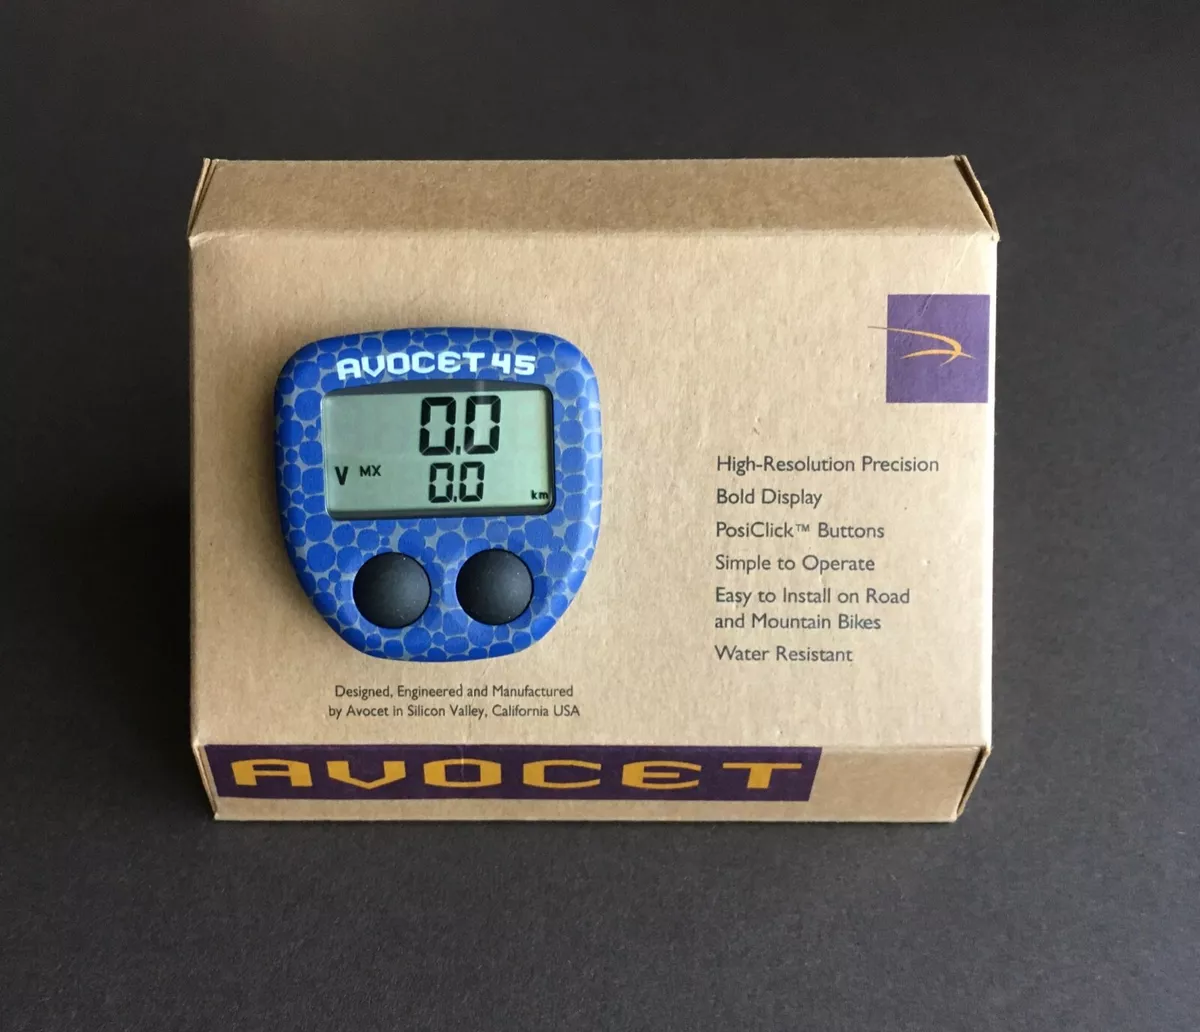 AVOCET 45
0.0
V MX 0.0 km
High-Resolution Precision
Bold Display
PosiClick™ Buttons
Simple to Operate
Easy to Install on Road
and Mountain Bikes
Water Resistant
Designed, Engineered and Manufactured
by Avocet in Silicon Valley, California USA
AVOCET